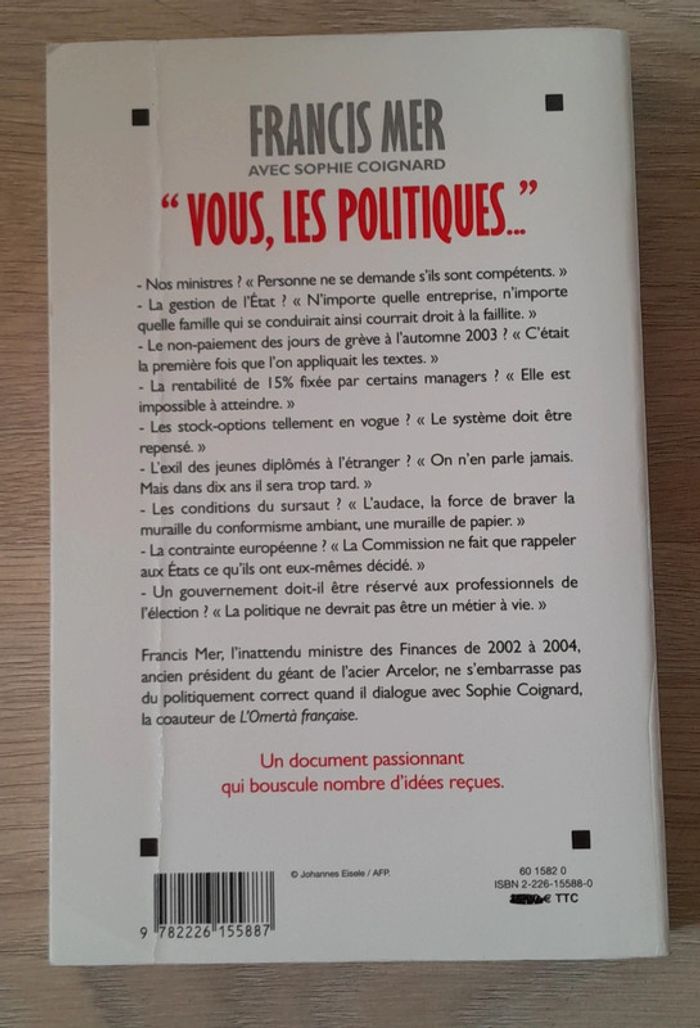 FRANCIS MER
AVEC SOPHIE COIGNARD
“ VOUS, LES POLITIQUES... ”
- Nos ministres ? « Personne ne se demande s'ils sont compétents. »
- La gestion de l'État ? « N'importe quelle entreprise, n'importe
quelle famille qui se conduirait ainsi courrait droit à la faillite. »
- Le non-paiement des jours de grève à l'automne 2003 ? « C'était
la première fois que l'on appliquait les textes. »
- La rentabilité de 15% fixée par certains managers ? « Elle est
impossible à atteindre. »
- Les stock-options tellement en vogue ? « Le système doit être
repensé. »
- L'exil des jeunes diplômés à l'étranger ? « On n'en parle jamais.
Mais dans dix ans il sera trop tard. »
- Les conditions du sursaut ? « L'audace, la force de braver la
muraille du conformisme ambiant, une muraille de papier. »
- La contrainte européenne ? « La Commission ne fait que rappeler
aux États ce qu'ils ont eux-mêmes décidé. »
- Un gouvernement doit-il être réservé aux professionnels de
l'élection ? « La politique ne devrait pas être un métier à vie. »
Francis Mer, l'inattendu ministre des Finances de 2002 à 2004,
ancien président du géant de l'acier Arcelor, ne s'embarrasse pas
du politiquement correct quand il dialogue avec Sophie Coignard,
la coauteur de L'Omertà française.
Un document passionnant
qui bouscule nombre d'idées reçues.
© Johannes Eisele / AFP.
60 1582 0
ISBN 2-226-15588-0
€ TTC
9 782226 155887